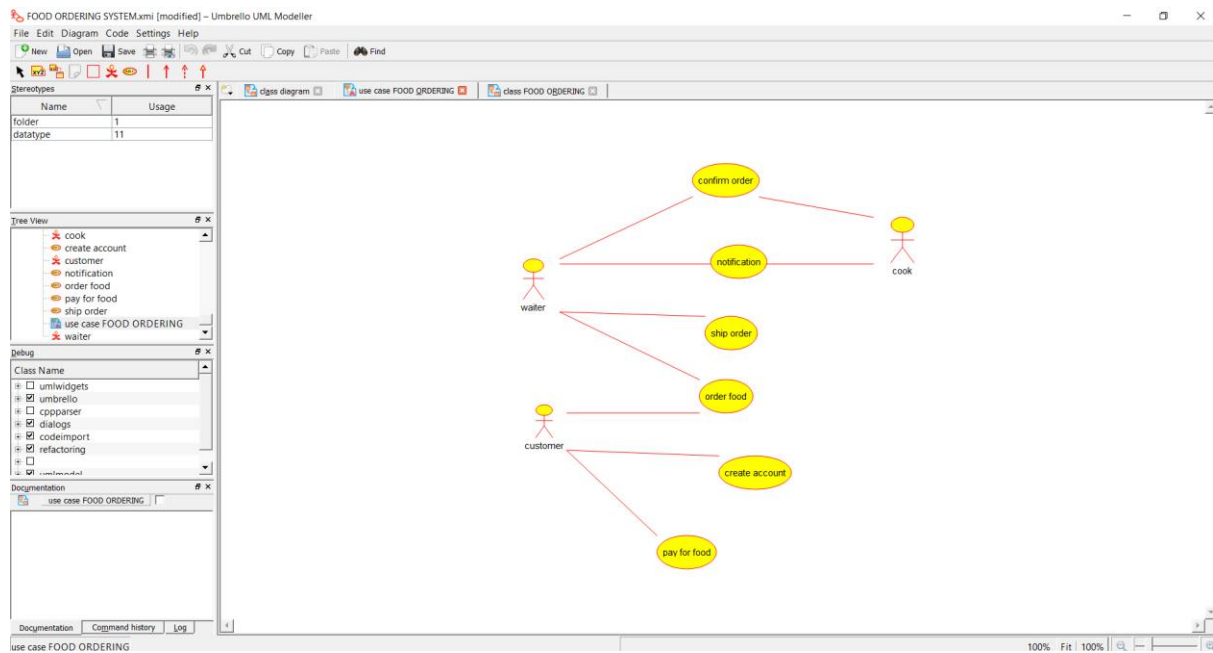 FOOD ORDERING SYSTEM.xmi [modified] – Umbrello UML Modeller
File Edit Diagram Code Settings Help
New Open Save Cut Copy Paste Find
Stereotypes
Name Usage
folder 1
datatype 11
Tree View
cook
create account
customer
notification
order food
pay for food
ship order
use case FOOD ORDERING
waiter
Debug
Class Name
umlwidgets
umbrello
cppparser
dialogs
codeimport
refactoring
umlmodel
Documentation
use case FOOD ORDERING
Documentation Command history Log
use case FOOD ORDERING
class diagram use case FOOD ORDERING class FOOD ORDERING
confirm order
cook
notification
waiter
ship order
order food
customer
create account
pay for food
100% Fit 100%